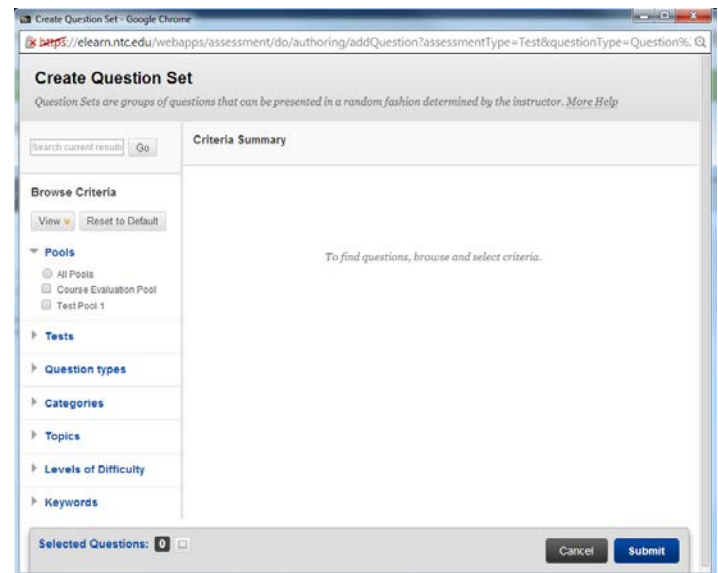 Create Question Set - Google Chrome
https://elearn.ntc.edu/webapps/assessment/do/authoring/addQuestion?assessmentType=Test&questionType=Question%.
Create Question Set
Question Sets are groups of questions that can be presented in a random fashion determined by the instructor. More Help
Search current results Go
Criteria Summary
Browse Criteria
View Reset to Default
Pools
To find questions, browse and select criteria.
All Pools
Course Evaluation Pool
Test Pool 1
Tests
Question types
Categories
Topics
Levels of Difficulty
Keywords
Selected Questions: 0
Cancel Submit